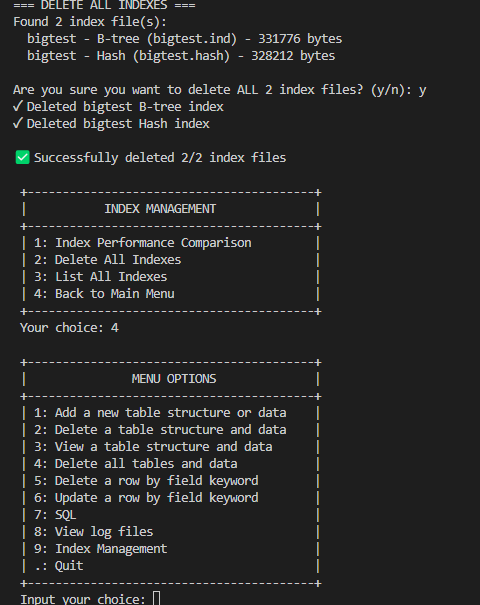 === DELETE ALL INDEXES ===
Found 2 index file(s):
  bigtest - B-tree (bigtest.ind) - 331776 bytes
  bigtest - Hash (bigtest.hash) - 328212 bytes

Are you sure you want to delete ALL 2 index files? (y/n): y
✓ Deleted bigtest B-tree index
✓ Deleted bigtest Hash index

✅ Successfully deleted 2/2 index files

+------------------------------------------+
|           INDEX MANAGEMENT               |
+------------------------------------------+
| 1: Index Performance Comparison          |
| 2: Delete All Indexes                    |
| 3: List All Indexes                      |
| 4: Back to Main Menu                     |
+------------------------------------------+
Your choice: 4

+------------------------------------------+
|               MENU OPTIONS               |
+------------------------------------------+
| 1: Add a new table structure or data     |
| 2: Delete a table structure and data     |
| 3: View a table structure and data       |
| 4: Delete all tables and data            |
| 5: Delete a row by field keyword         |
| 6: Update a row by field keyword         |
| 7: SQL                                   |
| 8: View log files                        |
| 9: Index Management                      |
| .: Quit                                  |
+------------------------------------------+
Input your choice: